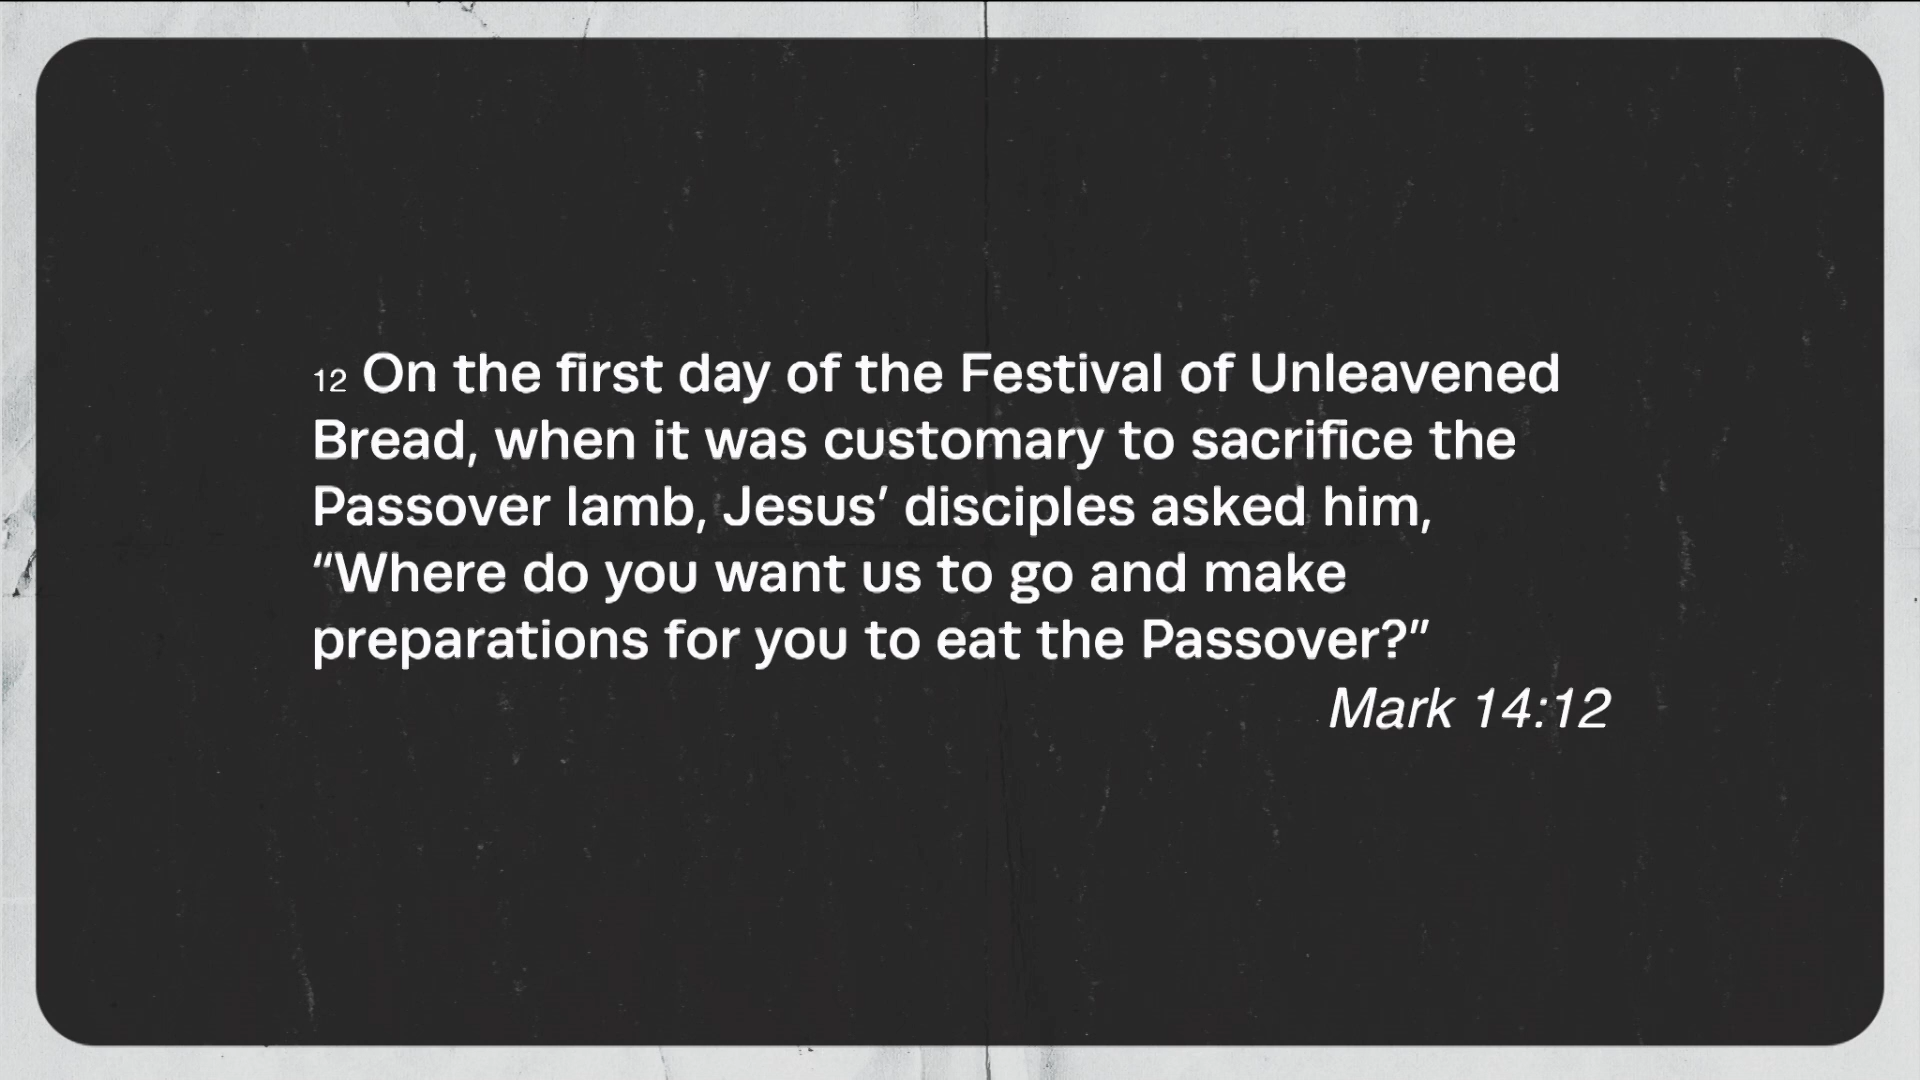 12 On the first day of the Festival of Unleavened
Bread, when it was customary to sacrifice the
Passover lamb, Jesus’ disciples asked him,
“Where do you want us to go and make
preparations for you to eat the Passover?”
Mark 14:12